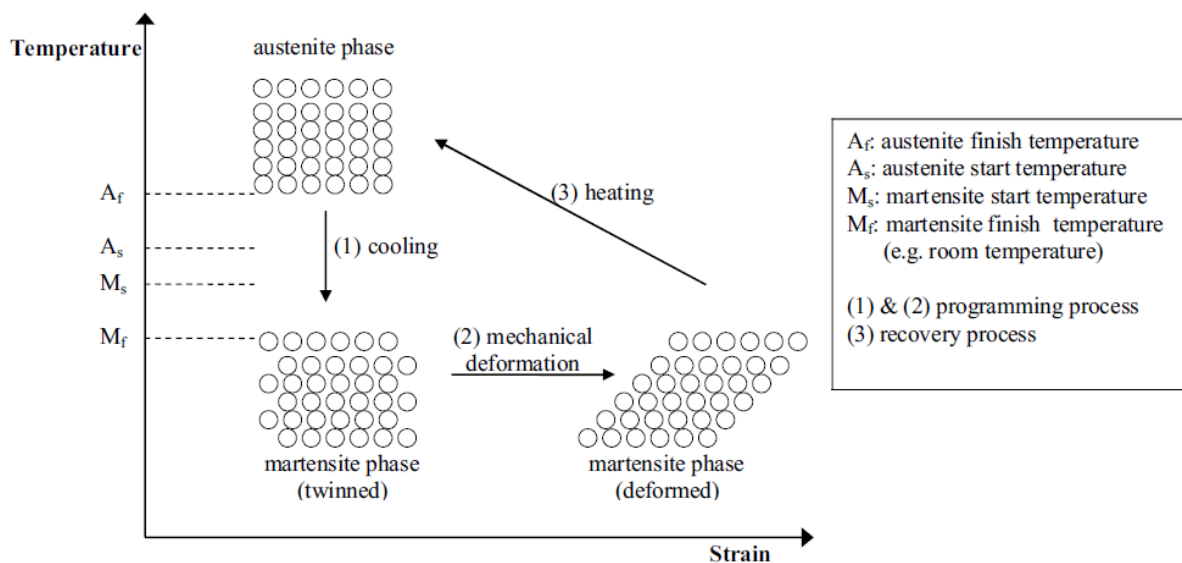 Temperature
austenite phase
A_f
A_s
M_s
M_f
(1) cooling
(3) heating
(2) mechanical
deformation
martensite phase
(twinned)
martensite phase
(deformed)
Strain
A_f: austenite finish temperature
A_s: austenite start temperature
M_s: martensite start temperature
M_f: martensite finish temperature
(e.g. room temperature)
(1) & (2) programming process
(3) recovery process